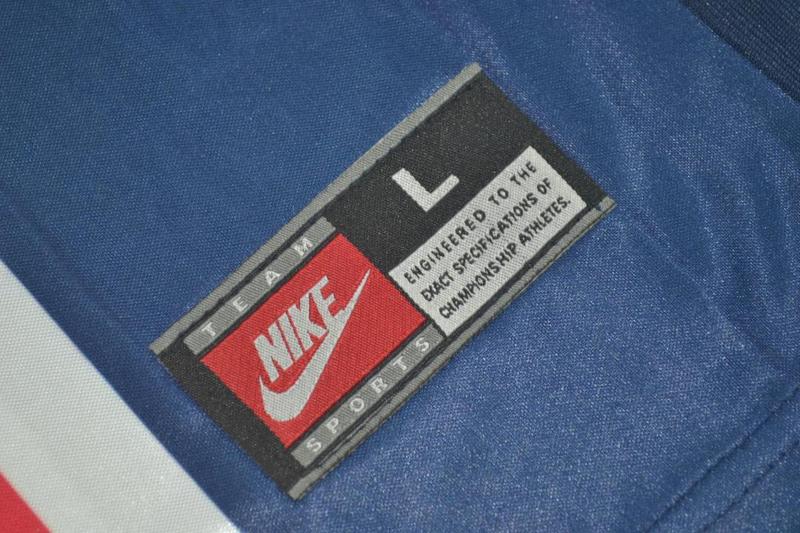 L
ENGINEERED TO THE
EXACT SPECIFICATIONS OF
CHAMPIONSHIP ATHLETES.
TEAM
NIKE
SPORTS